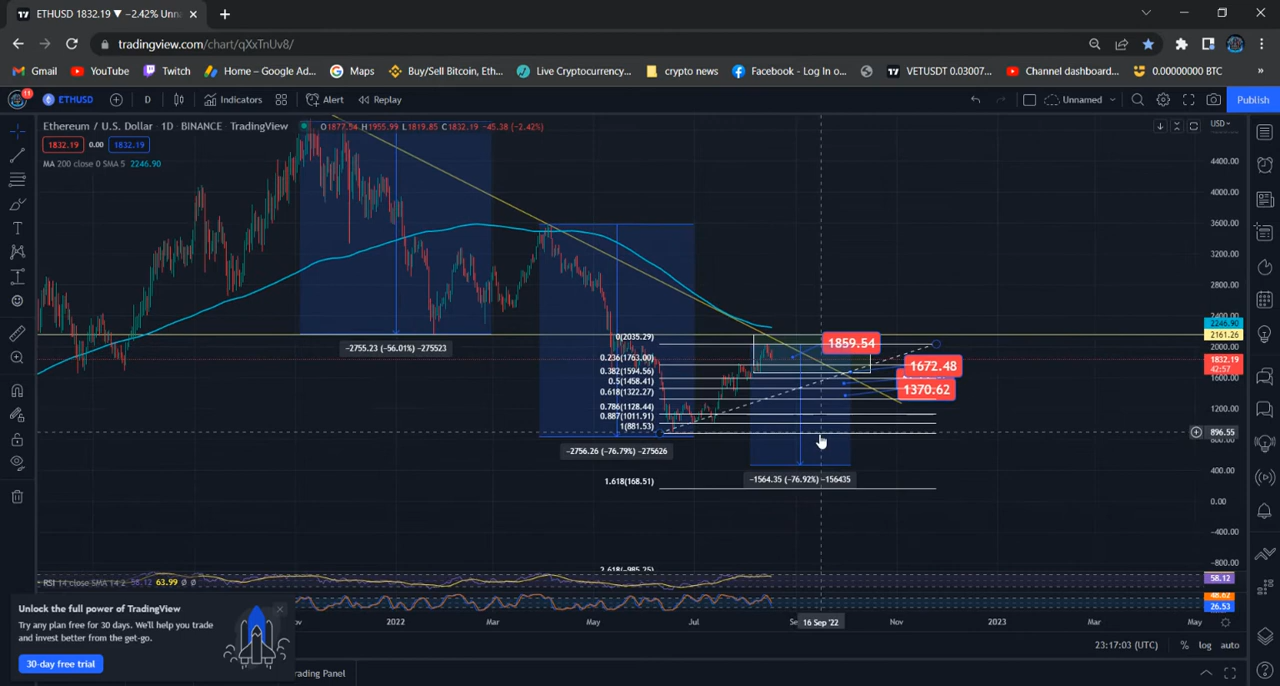 ETHUSD 1832.19 ▼ −2.42% Unna
tradingview.com/chart/qXxTnUv8/
Gmail YouTube Twitch Home – Google Ad... Maps Buy/Sell Bitcoin, Et... Live Cryptocurrency... crypto news Facebook - Log In o... VETUSDT 0.03007... Channel dashboard... 0.00000000 BTC »
11 ETHUSD D Indicators Alert Replay Unnamed Publish
Ethereum / U.S. Dollar · 1D · BINANCE · TradingView O1877.54 H1955.99 L1819.85 C1832.19 −45.38 (−2.42%) USD
1832.19 0.00 1832.19
MA 200 close 0 SMA 5 2246.90
4400.00
4000.00
3600.00
3200.00
2800.00
2400.00
2246.90
2161.26
2000.00
1832.19
42:57
1600.00
1200.00
896.55
800.00
400.00
0.00
−400.00
−800.00
0(2035.29)
0.236(1763.00)
0.382(1594.56)
0.5(1458.41)
0.618(1322.27)
0.786(1128.44)
0.887(1011.91)
1(881.53)
1.618(168.51)
2.618(−985.25)
1859.54
1672.48
1370.62
−2755.23 (−56.01%) −275523
−2756.26 (−76.79%) −275626
−1564.35 (−76.92%) −156435
RSI 14 close SMA 14 2 58.12 63.99 Ø Ø
58.12
48.62
26.53
Unlock the full power of TradingView
Try any plan free for 30 days. We'll help you trade
and invest better from the get-go.
30-day free trial
ov 2022 Mar May Jul Se 16 Sep '22 Nov 2023 Mar May
23:17:03 (UTC) % log auto
rading Panel